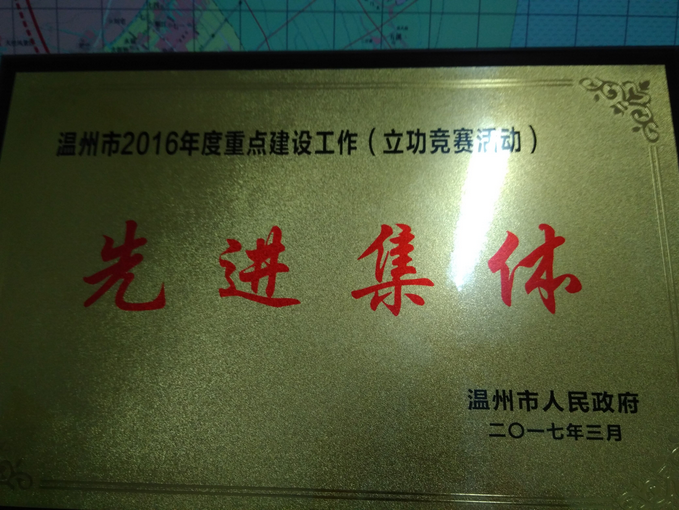 温州市2016年度重点建设工作（立功竞赛活动）
先进集体
温州市人民政府
二〇一七年三月